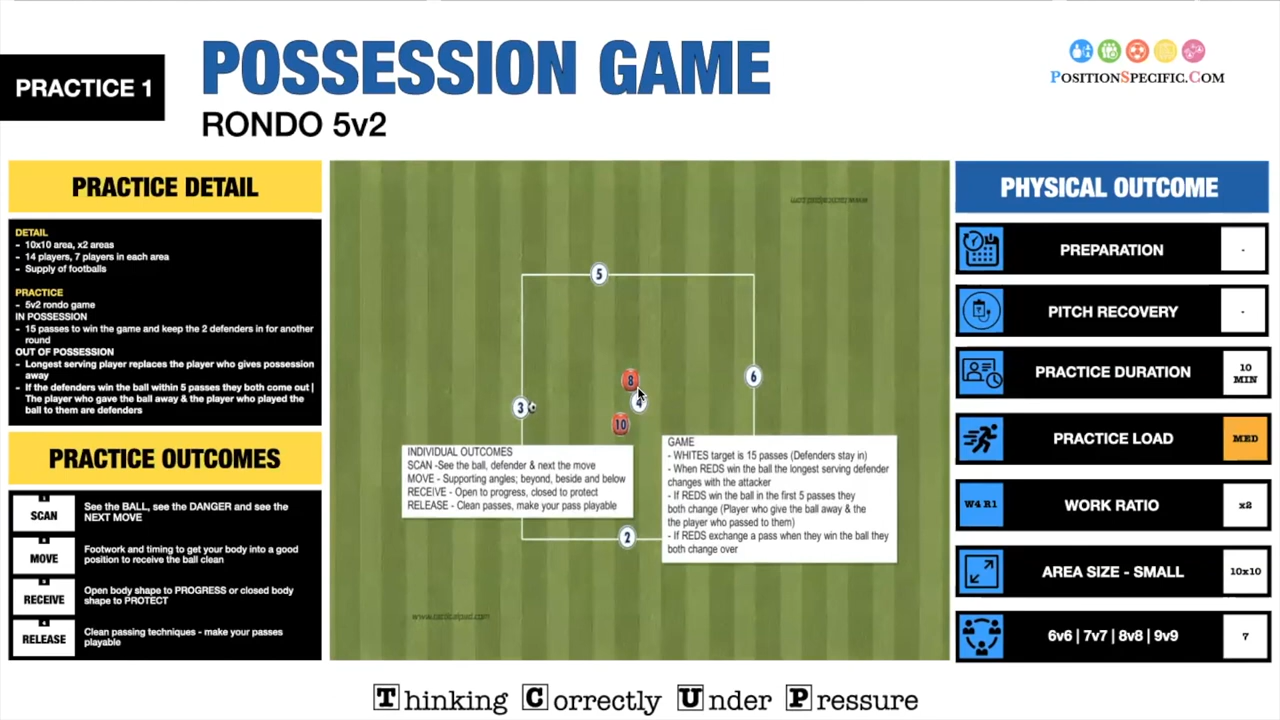 PRACTICE 1
POSSESSION GAME
RONDO 5v2
POSITIONSPECIFIC.COM
PRACTICE DETAIL
DETAIL
- 10x10 area, x2 areas
- 14 players, 7 players in each area
- Supply of footballs
PRACTICE
- 5v2 rondo game
IN POSSESSION
- 15 passes to win the game and keep the 2 defenders in for another
round
OUT OF POSSESSION
- Longest serving player replaces the player who gives possession
away
- If the defenders win the ball within 5 passes they both come out |
The player who gave the ball away & the player who played the
ball to them are defenders
PRACTICE OUTCOMES
SCAN
See the BALL, see the DANGER and see the
NEXT MOVE
MOVE
Footwork and timing to get your body into a good
position to receive the ball clean
RECEIVE
Open body shape to PROGRESS or closed body
shape to PROTECT
RELEASE
Clean passing techniques - make your passes
playable
5
8
6
4
3
10
2
INDIVIDUAL OUTCOMES
SCAN -See the ball, defender & next the move
MOVE - Supporting angles; beyond, beside and below
RECEIVE - Open to progress, closed to protect
RELEASE - Clean passes, make your pass playable
GAME
- WHITES target is 15 passes (Defenders stay in)
- When REDS win the ball the longest serving defender
changes with the attacker
- If REDS win the ball in the first 5 passes they
both change (Player who give the ball away & the
the player who passed to them)
- If REDS exchange a pass when they win the ball they
both change over
PHYSICAL OUTCOME
PREPARATION -
PITCH RECOVERY -
PRACTICE DURATION 10
MIN
PRACTICE LOAD MED
W4 R1 WORK RATIO x2
AREA SIZE - SMALL 10x10
6v6 | 7v7 | 8v8 | 9v9 7
Thinking Correctly Under Pressure